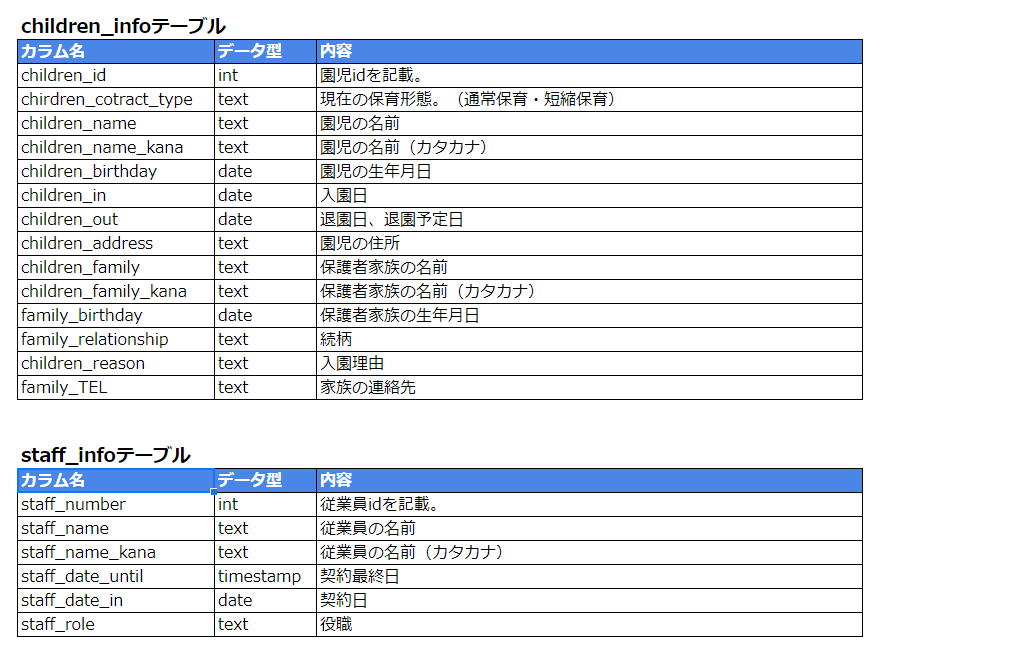 children_infoテーブル
カラム名 データ型 内容
children_id int 園児idを記載。
chirdren_cotract_type text 現在の保育形態。（通常保育・短縮保育）
children_name text 園児の名前
children_name_kana text 園児の名前（カタカナ）
children_birthday date 園児の生年月日
children_in date 入園日
children_out date 退園日、退園予定日
children_address text 園児の住所
children_family text 保護者家族の名前
children_family_kana text 保護者家族の名前（カタカナ）
family_birthday date 保護者家族の生年月日
family_relationship text 続柄
children_reason text 入園理由
family_TEL text 家族の連絡先
staff_infoテーブル
カラム名 データ型 内容
staff_number int 従業員idを記載。
staff_name text 従業員の名前
staff_name_kana text 従業員の名前（カタカナ）
staff_date_until timestamp 契約最終日
staff_date_in date 契約日
staff_role text 役職